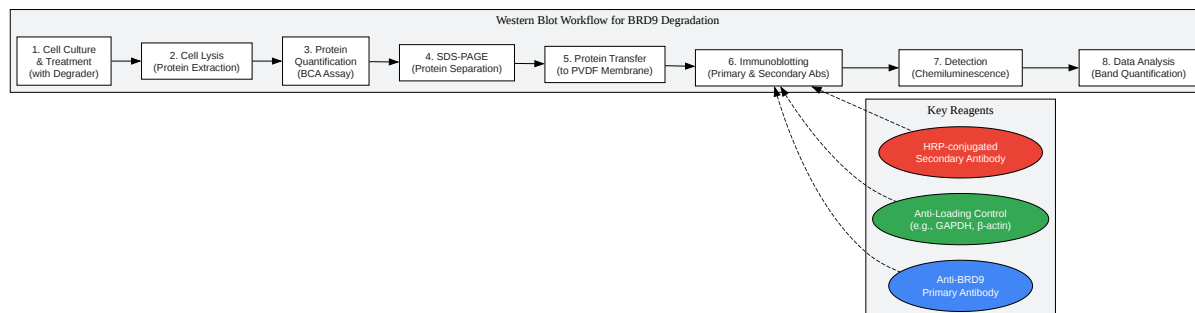 Western Blot Workflow for BRD9 Degradation
1. Cell Culture
& Treatment
(with Degrader)
2. Cell Lysis
(Protein Extraction)
3. Protein
Quantification
(BCA Assay)
4. SDS-PAGE
(Protein Separation)
5. Protein Transfer
(to PVDF Membrane)
6. Immunoblotting
(Primary & Secondary Abs)
7. Detection
(Chemiluminescence)
8. Data Analysis
(Band Quantification)
Key Reagents
HRP-conjugated
Secondary Antibody
Anti-Loading Control
(e.g., GAPDH, β-actin)
Anti-BRD9
Primary Antibody